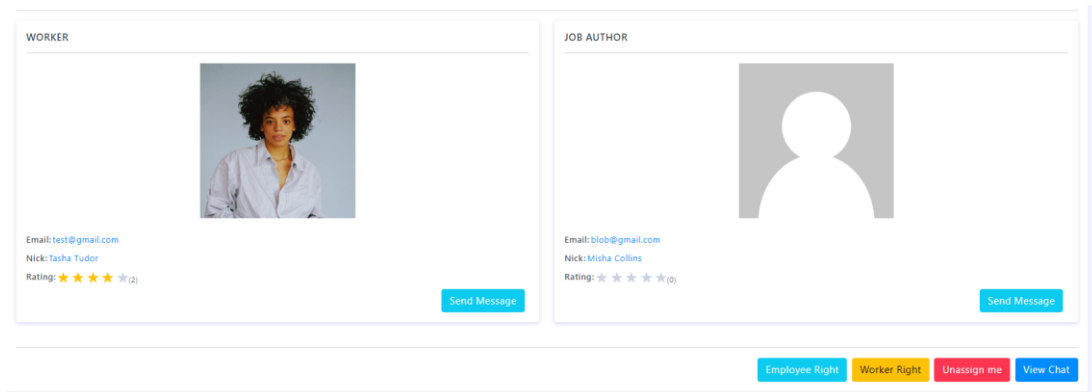 WORKER
Email:test@gmail.com
Nick:Tasha Tudor
Rating: (2)
Send Message
JOB AUTHOR
Email:blob@gmail.com
Nick:Misha Collins
Rating: (0)
Send Message
Employee Right Worker Right Unassign me View Chat